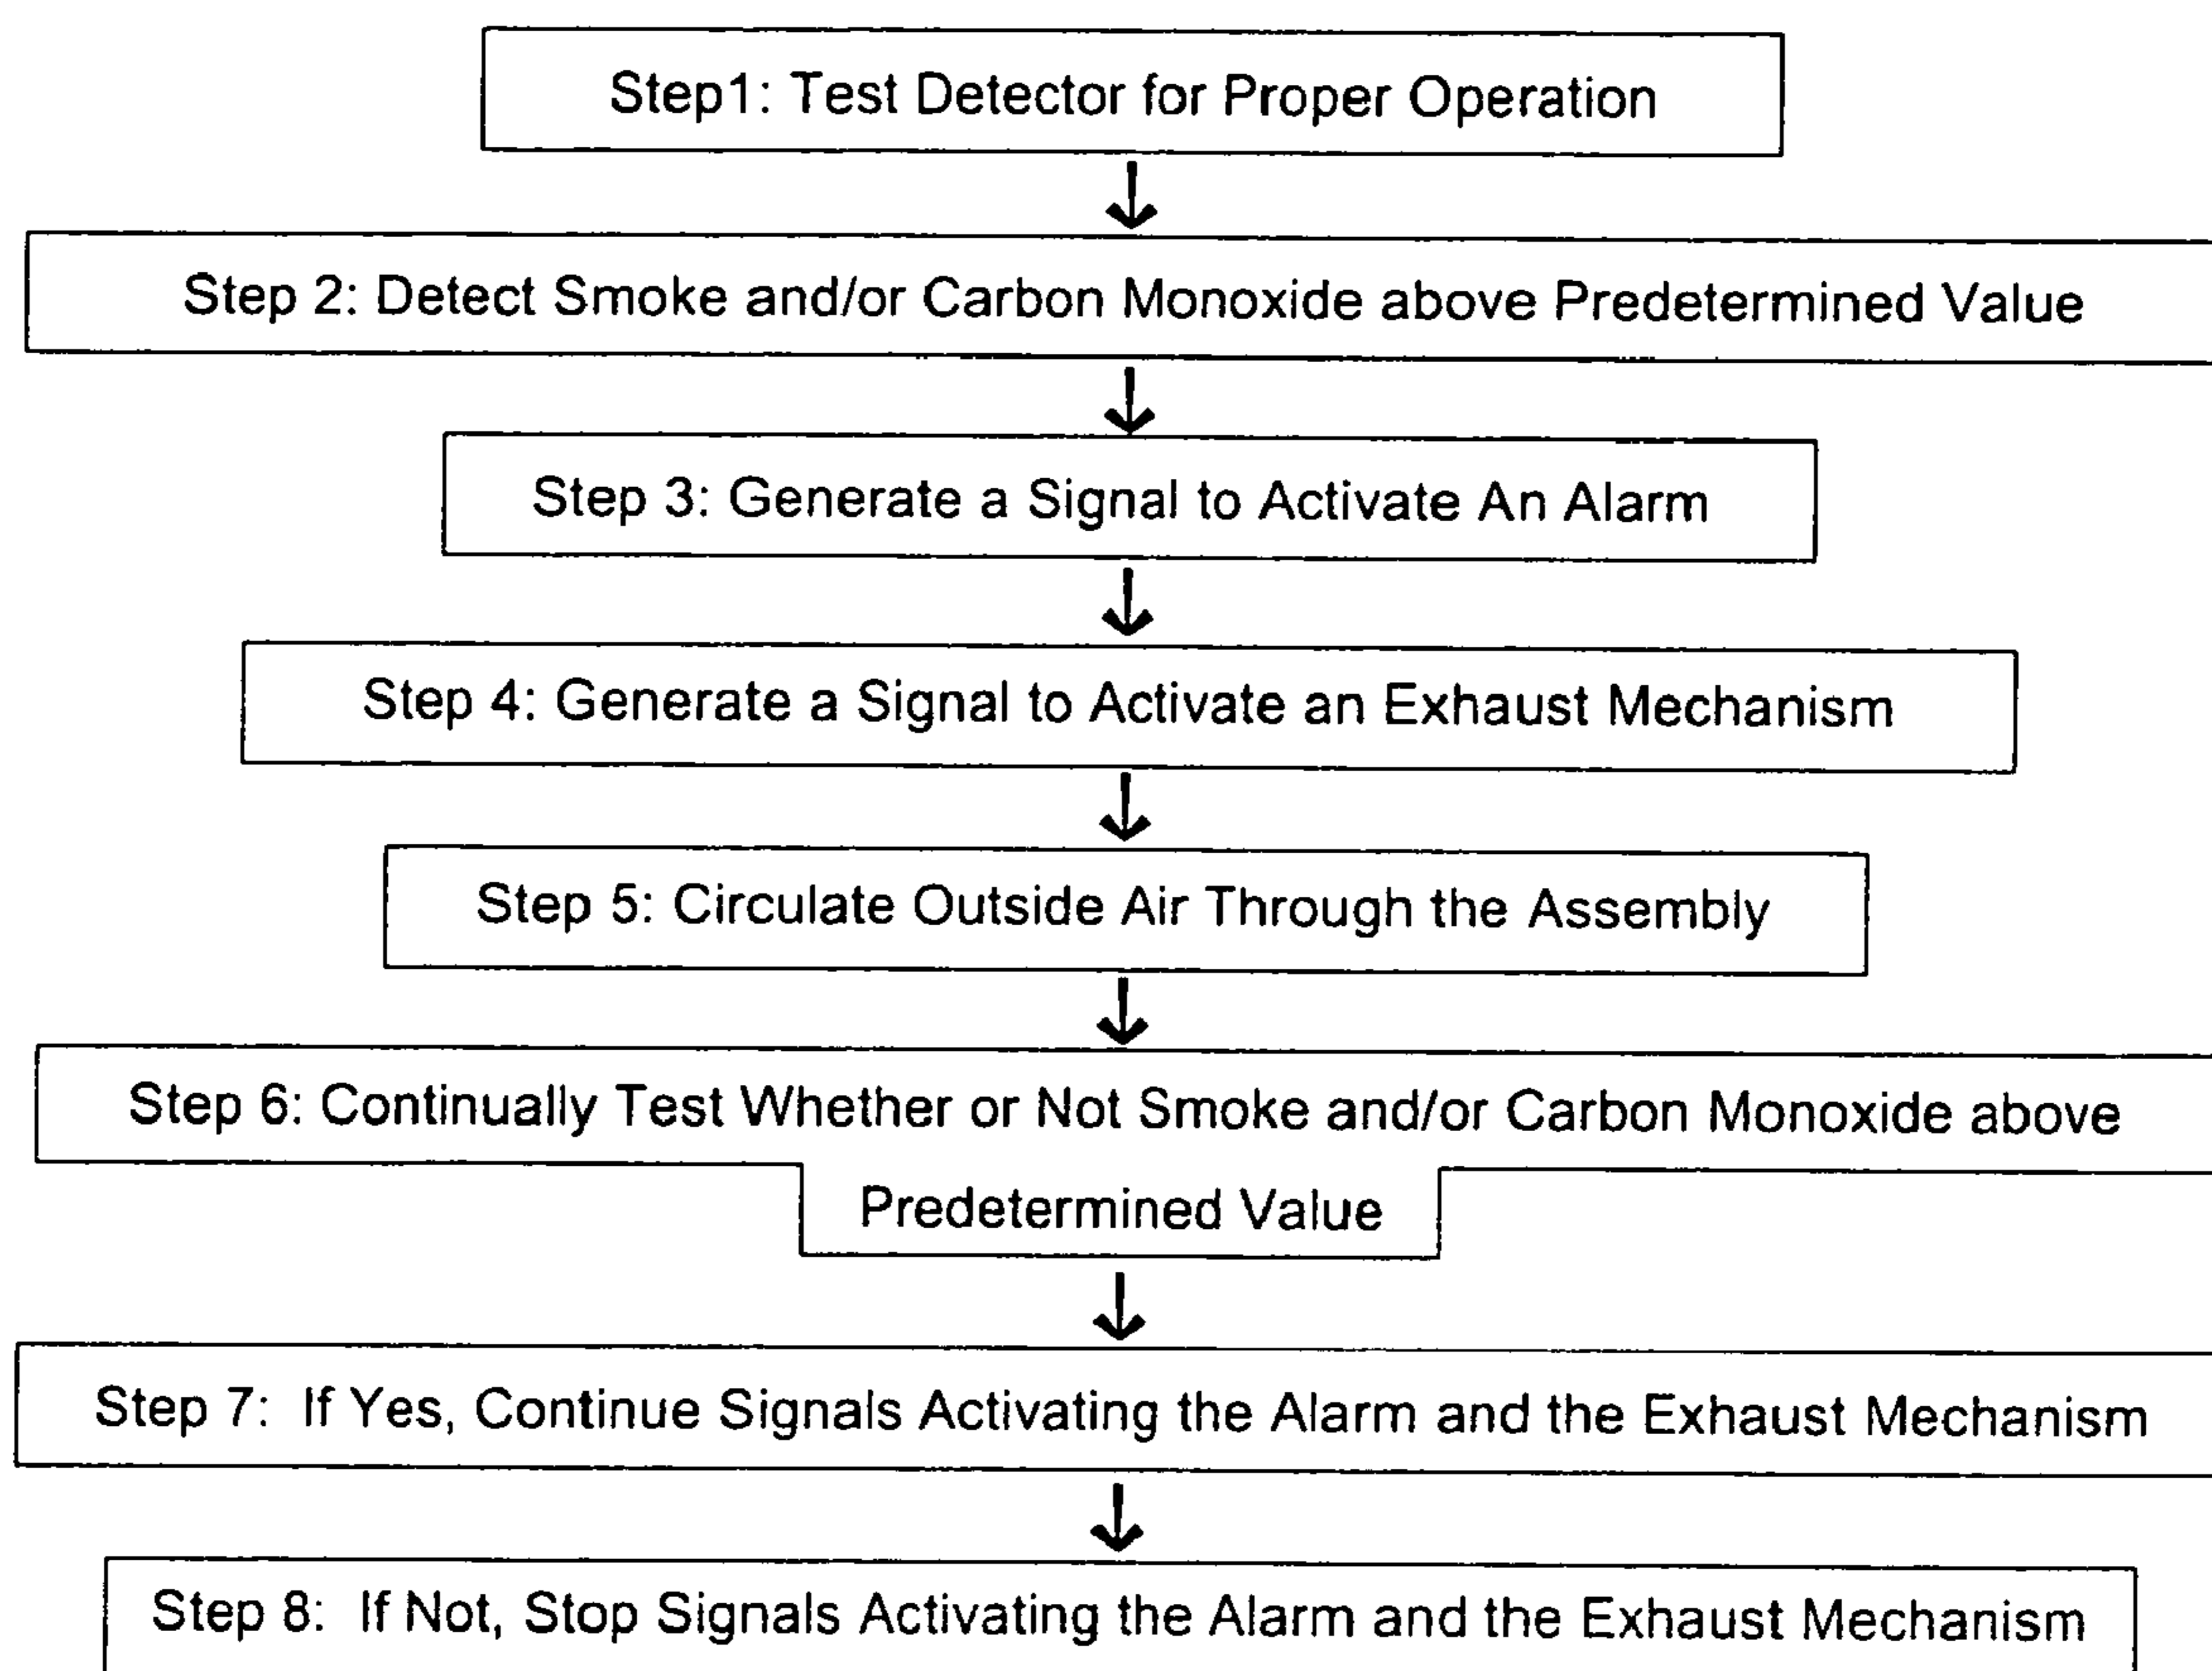 Step1: Test Detector for Proper Operation
Step 2: Detect Smoke and/or Carbon Monoxide above Predetermined Value
Step 3: Generate a Signal to Activate An Alarm
Step 4: Generate a Signal to Activate an Exhaust Mechanism
Step 5: Circulate Outside Air Through the Assembly
Step 6: Continually Test Whether or Not Smoke and/or Carbon Monoxide above
Predetermined Value
Step 7: If Yes, Continue Signals Activating the Alarm and the Exhaust Mechanism
Step 8: If Not, Stop Signals Activating the Alarm and the Exhaust Mechanism